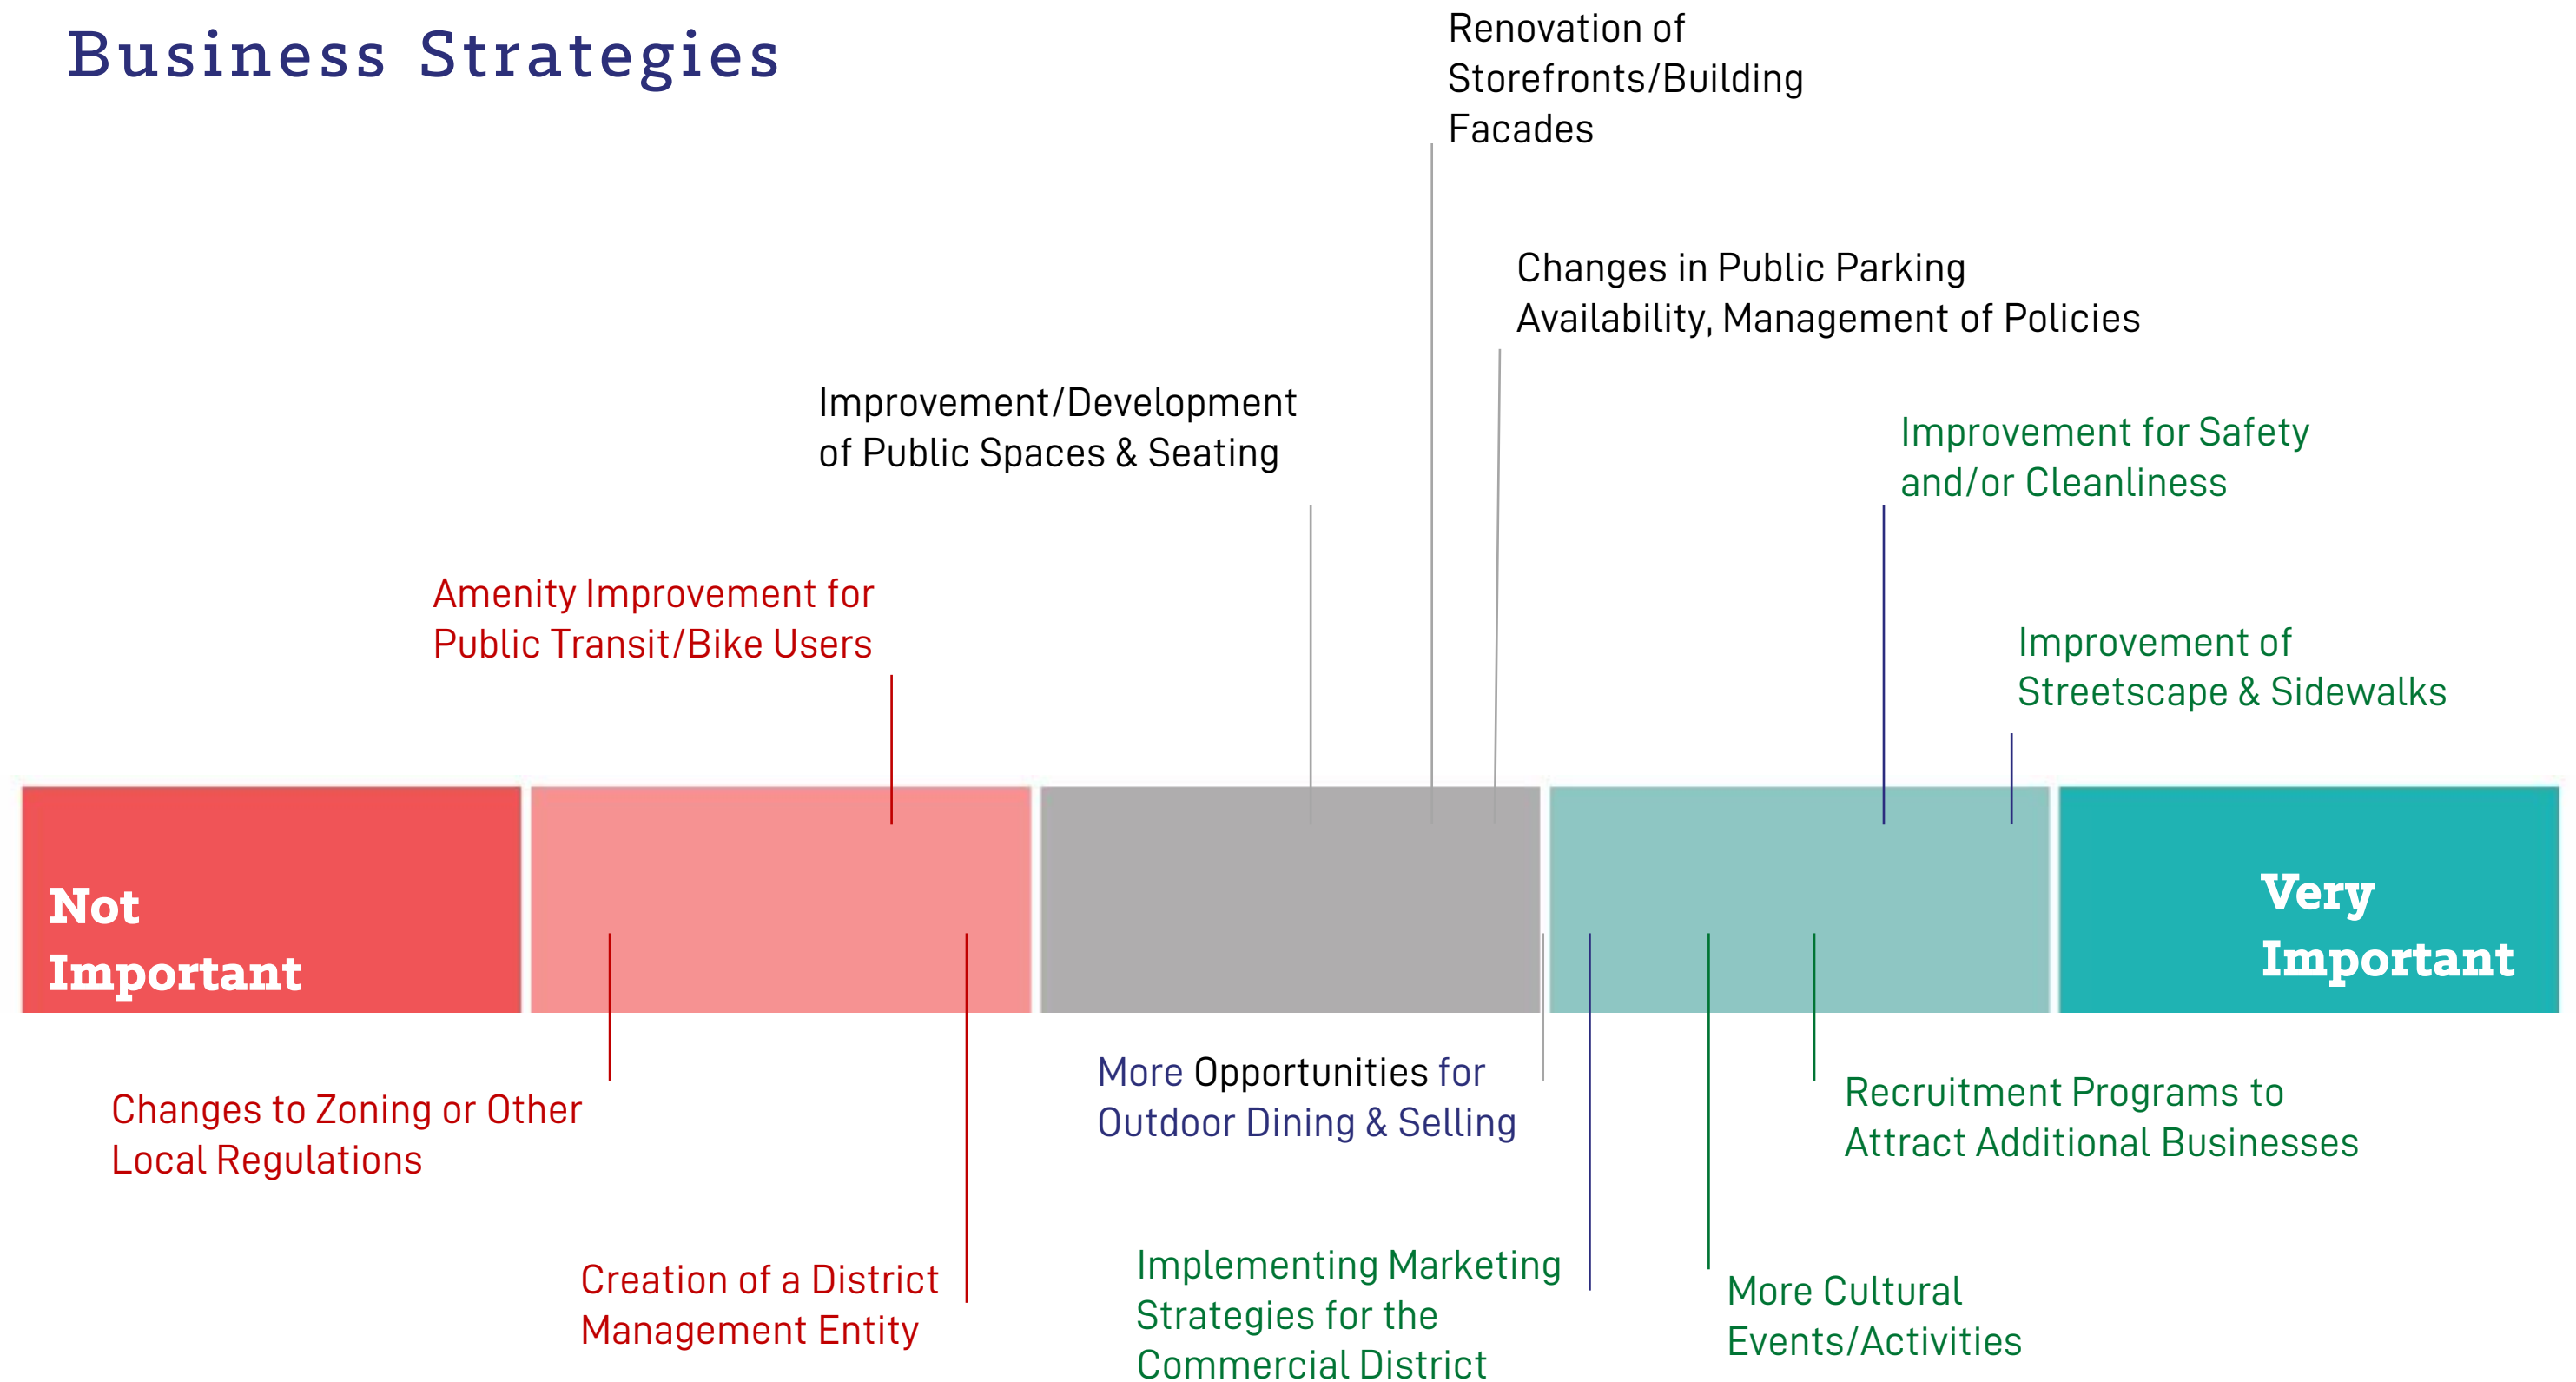 Business Strategies
Renovation of
Storefronts/Building
Facades
Changes in Public Parking
Availability, Management of Policies
Improvement/Development
of Public Spaces & Seating
Improvement for Safety
and/or Cleanliness
Amenity Improvement for
Public Transit/Bike Users
Improvement of
Streetscape & Sidewalks
Not
Important
Very
Important
Changes to Zoning or Other
Local Regulations
More Opportunities for
Outdoor Dining & Selling
Recruitment Programs to
Attract Additional Businesses
Creation of a District
Management Entity
Implementing Marketing
Strategies for the
Commercial District
More Cultural
Events/Activities